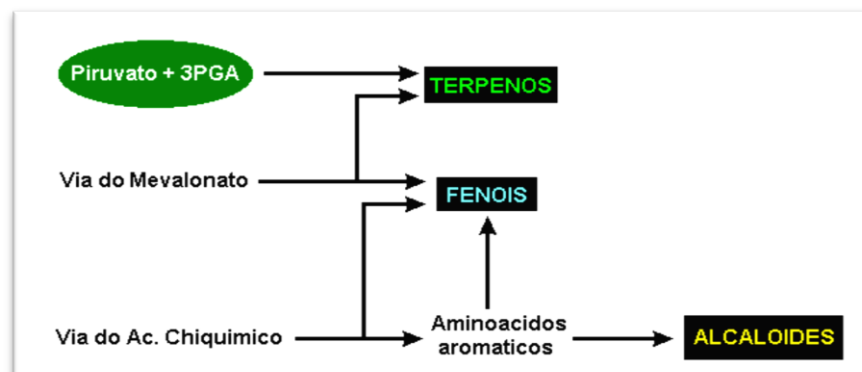 Piruvato + 3PGA
TERPENOS
Via do Mevalonato
FENOIS
Via do Ac. Chiquimico
Aminoacidos
aromaticos
ALCALOIDES